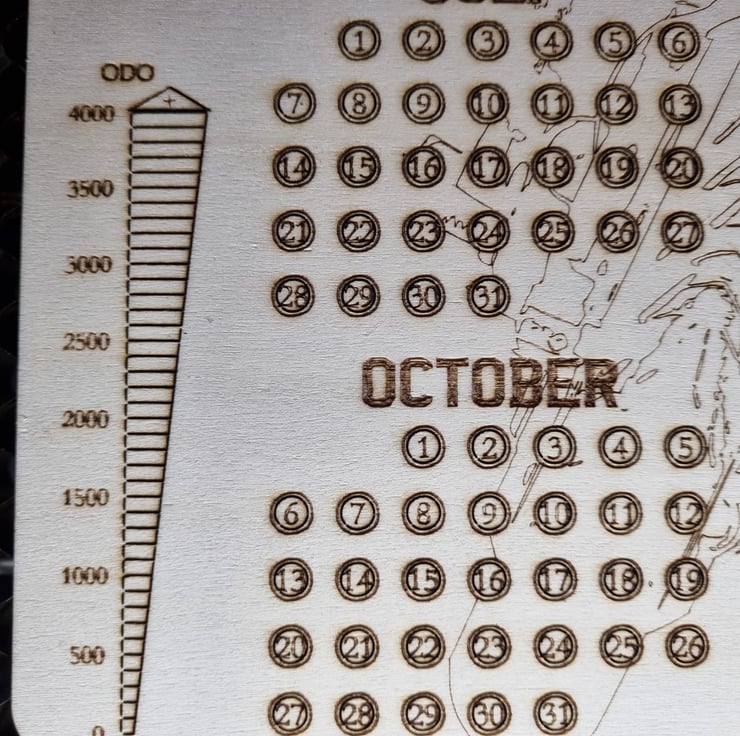 1 2 3 4 5 6
ODO
7 8 9 10 11 12 13
4000
14 15 16 17 18 19 20
3500
21 22 23 24 25 26 27
3000
28 29 30 31
2500
OCTOBER
2000
1 2 3 4 5
1500
6 7 8 9 10 11 12
1000
13 14 15 16 17 18 19
500
20 21 22 23 24 25 26
0
27 28 29 30 31